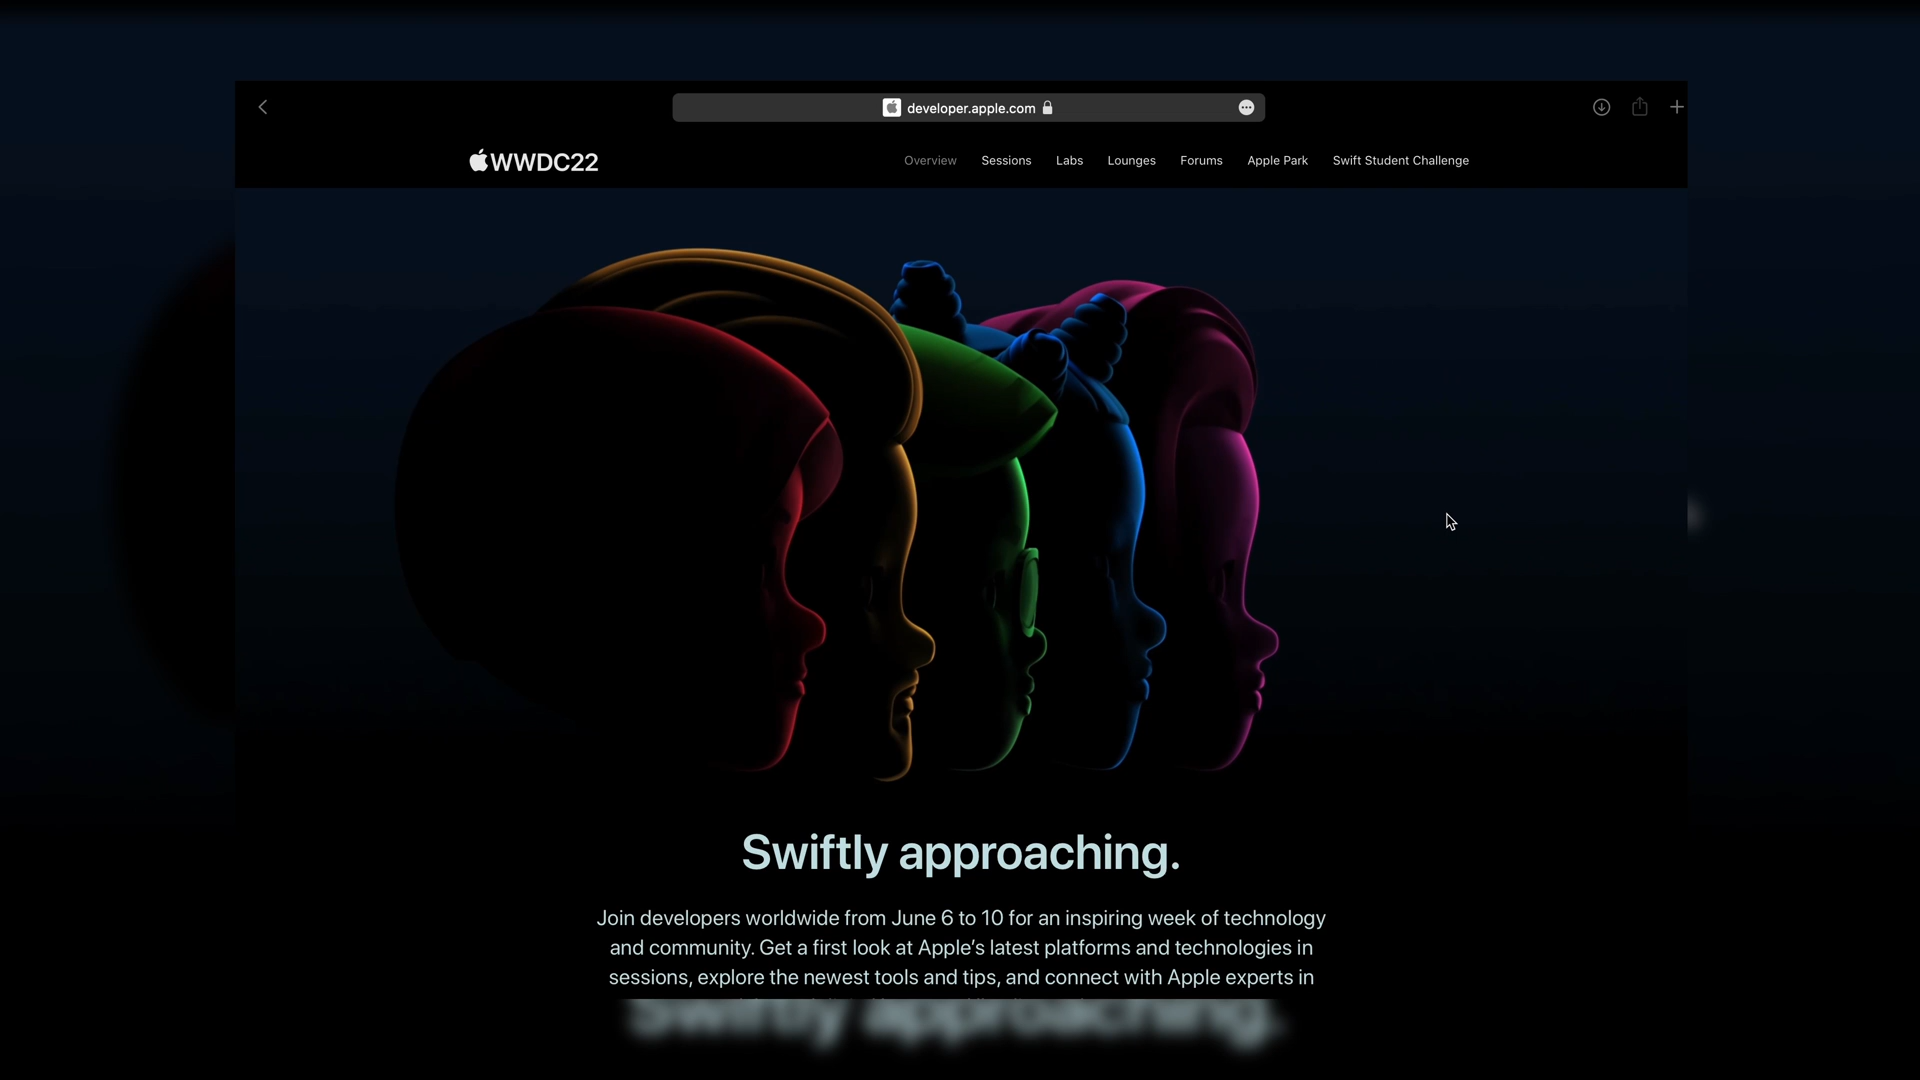 developer.apple.com
WWDC22
Overview Sessions Labs Lounges Forums Apple Park Swift Student Challenge
Swiftly approaching.
Join developers worldwide from June 6 to 10 for an inspiring week of technology
and community. Get a first look at Apple’s latest platforms and technologies in
sessions, explore the newest tools and tips, and connect with Apple experts in
Swiftly approaching.